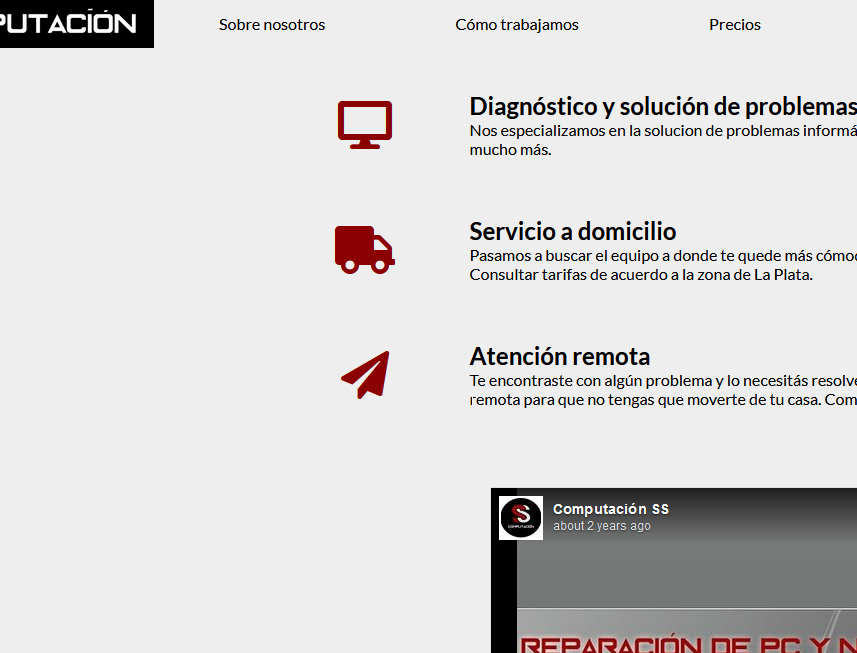 PUTACIÓN
Sobre nosotros
Cómo trabajamos
Precios
Diagnóstico y solución de problemas
Nos especializamos en la solucion de problemas informá
mucho más.
Servicio a domicilio
Pasamos a buscar el equipo a donde te quede más cómod
Consultar tarifas de acuerdo a la zona de La Plata.
Atención remota
Te encontraste con algún problema y lo necesitás resolve
remota para que no tengas que moverte de tu casa. Com
SS
COMPUTACIÓN
Computación SS
about 2 years ago
REPARACIÓN DE PC Y N